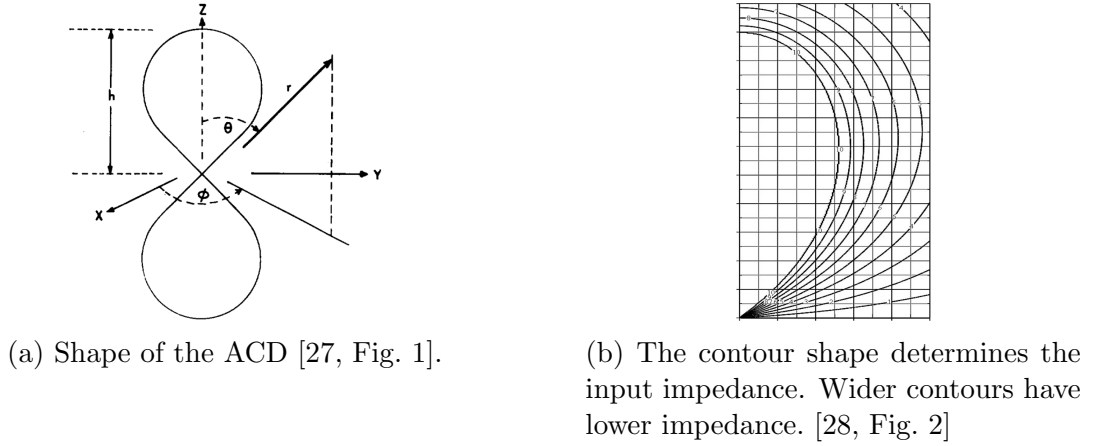 Z
h
r
θ
Y
X
ϕ
10
(a) Shape of the ACD [27, Fig. 1].
(b) The contour shape determines the
input impedance. Wider contours have
lower impedance. [28, Fig. 2]